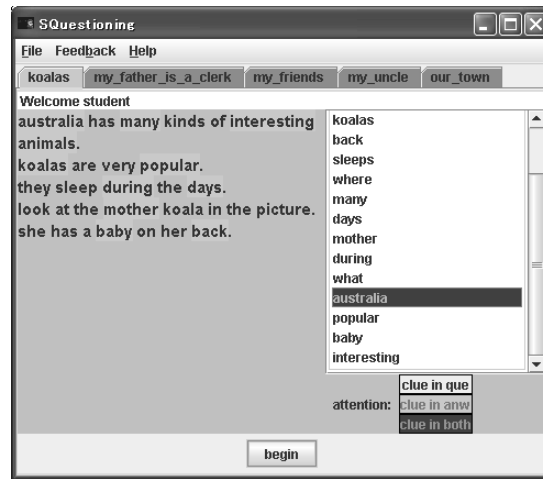 SQuestioning
File Feedback Help
koalas my_father_is_a_clerk my_friends my_uncle our_town
Welcome student
australia has many kinds of interesting
animals.
koalas are very popular.
they sleep during the days.
look at the mother koala in the picture.
she has a baby on her back.
koalas
back
sleeps
where
many
days
mother
during
what
australia
popular
baby
interesting
attention:
clue in que
clue in anw
clue in both
begin